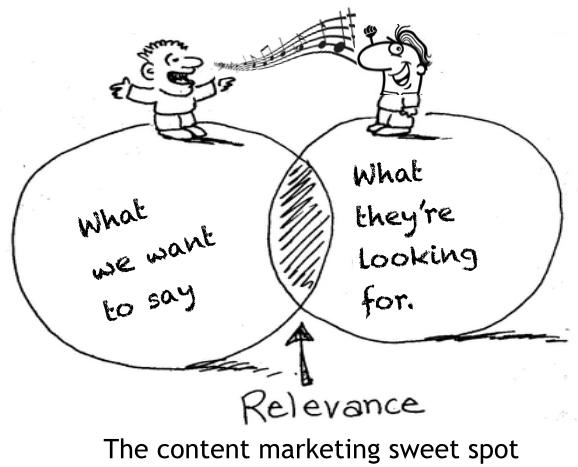 What
we want
to say
What
they're
Looking
for.
Relevance
The content marketing sweet spot